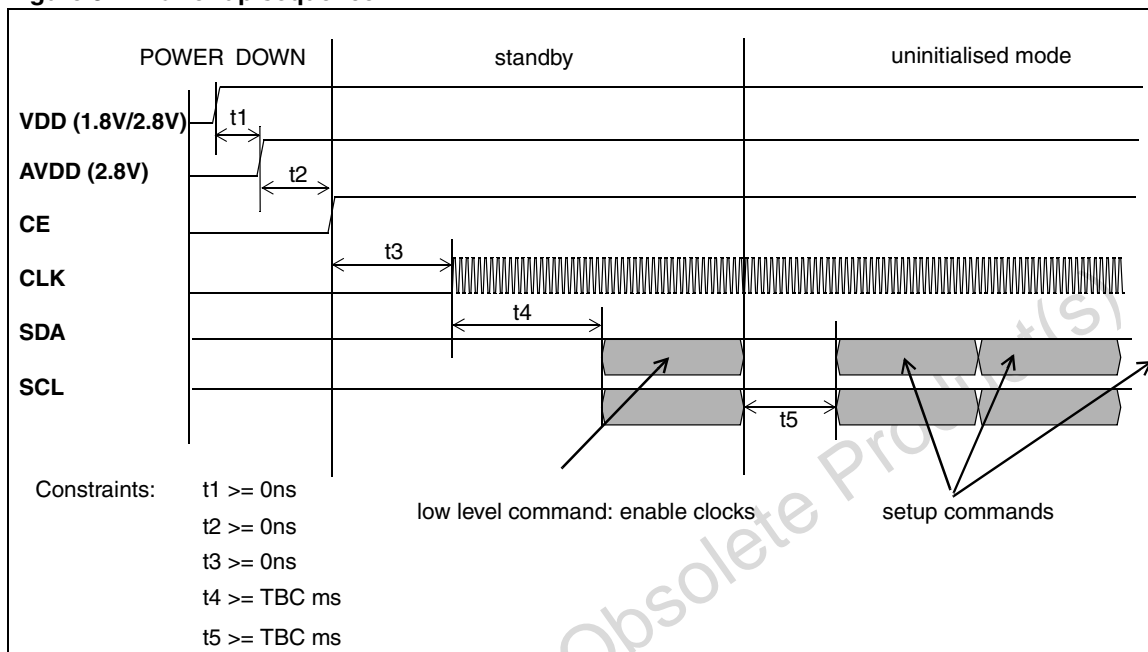 POWER DOWN
standby
uninitialised mode
VDD (1.8V/2.8V)
t1
AVDD (2.8V)
t2
CE
t3
CLK
t4
SDA
SCL
t5
Constraints:
t1 >= 0ns
low level command: enable clocks
setup commands
t2 >= 0ns
t3 >= 0ns
t4 >= TBC ms
t5 >= TBC ms
Obsolete Product(s)